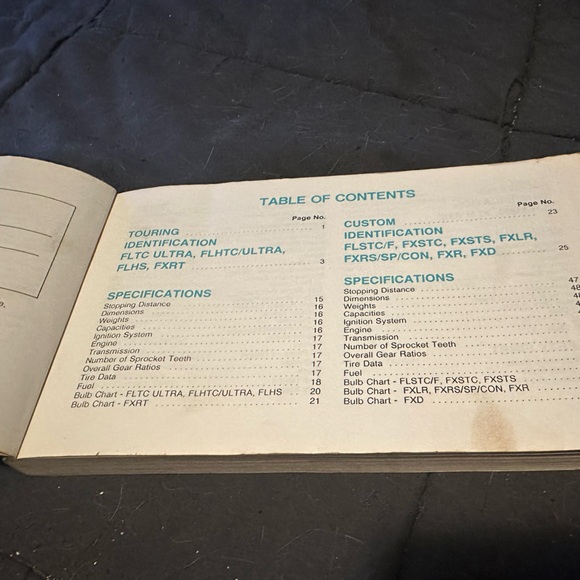 TABLE OF CONTENTS
Page No.
TOURING 1
IDENTIFICATION
FLTC ULTRA, FLHTC/ULTRA,
FLHS, FXRT 3
SPECIFICATIONS
Stopping Distance 15
Dimensions 16
Weights 16
Capacities 16
Ignition System 16
Engine 17
Transmission 17
Number of Sprocket Teeth 17
Overall Gear Ratios 17
Tire Data 17
Fuel 18
Bulb Chart - FLTC ULTRA, FLHTC/ULTRA, FLHS 20
Bulb Chart - FXRT 21
Page No.
CUSTOM 23
IDENTIFICATION
FLSTC/F, FXSTC, FXSTS, FXLR,
FXRS/SP/CON, FXR, FXD 25
SPECIFICATIONS
Stopping Distance 47
Dimensions 48
Weights
Capacities
Ignition System
Engine
Transmission
Number of Sprocket Teeth
Overall Gear Ratios
Tire Data
Fuel
Bulb Chart - FLSTC/F, FXSTC, FXSTS
Bulb Chart - FXLR, FXRS/SP/CON, FXR
Bulb Chart - FXD